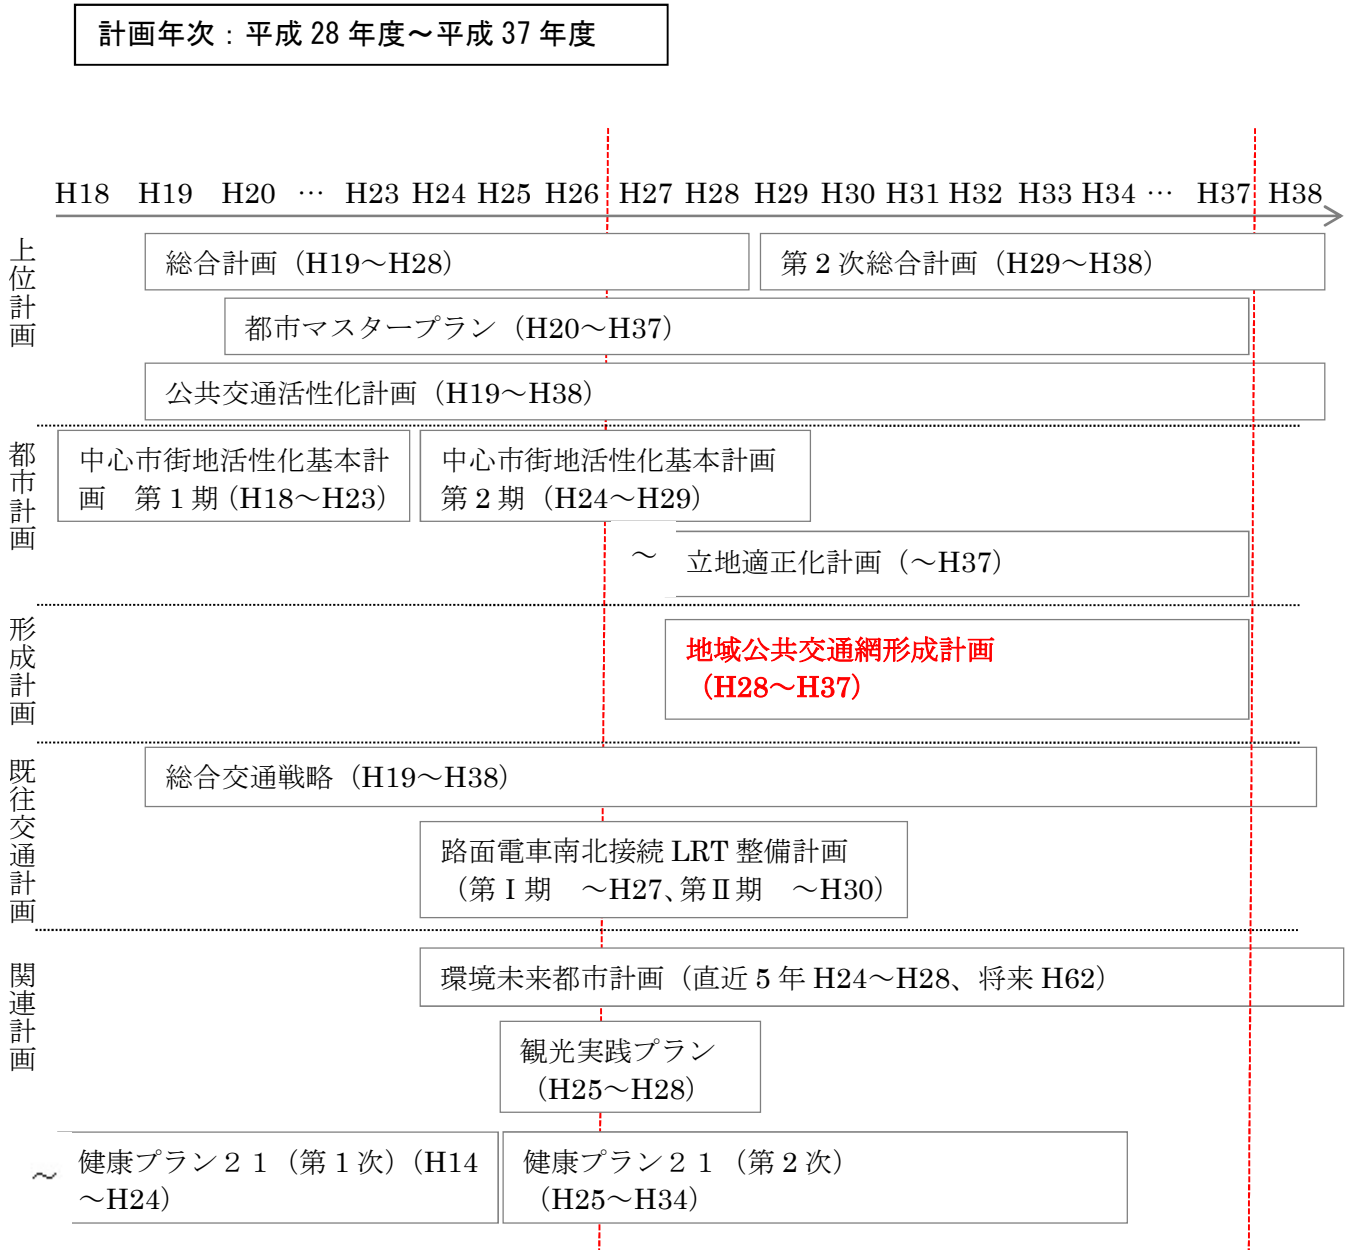 計画年次：平成 28 年度～平成 37 年度
H18 H19 H20 … H23 H24 H25 H26 H27 H28 H29 H30 H31 H32 H33 H34 … H37 H38
上位計画
総合計画（H19～H28）
第 2 次総合計画（H29～H38）
都市マスタープラン（H20～H37）
公共交通活性化計画（H19～H38）
都市計画
中心市街地活性化基本計
画　第 1 期（H18～H23）
中心市街地活性化基本計画
第 2 期（H24～H29）
～
立地適正化計画（～H37）
形成計画
地域公共交通網形成計画
（H28～H37）
既往交通計画
総合交通戦略（H19～H38）
路面電車南北接続 LRT 整備計画
（第Ⅰ期　～H27、第Ⅱ期　～H30）
関連計画
環境未来都市計画（直近 5 年 H24～H28、将来 H62）
観光実践プラン
（H25～H28）
～
健康プラン２１（第 1 次）（H14
～H24）
健康プラン２１（第 2 次）
（H25～H34）